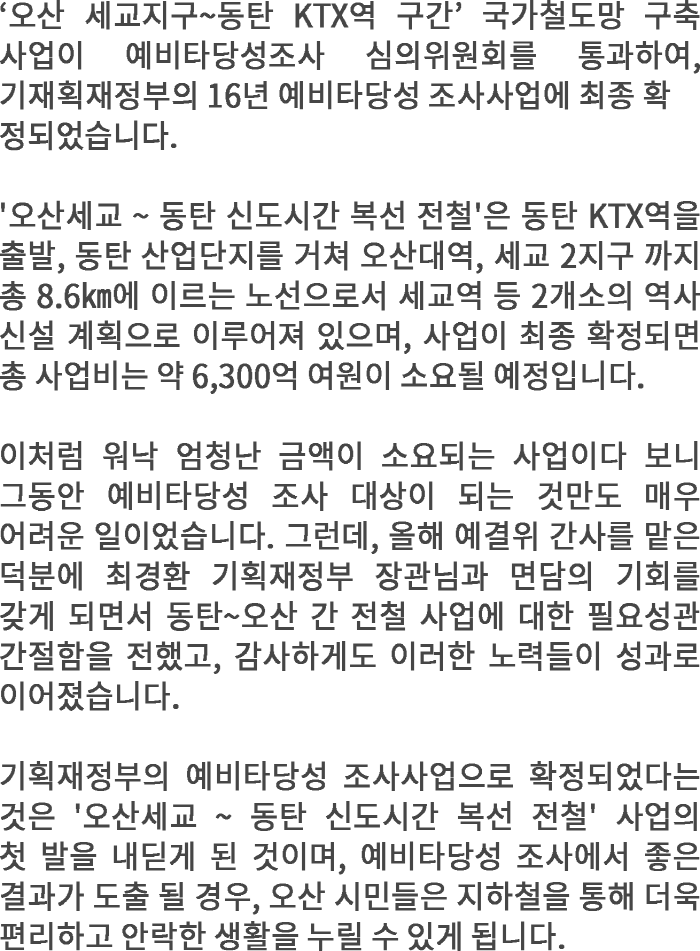 ‘오산 세교지구~동탄 KTX역 구간’ 국가철도망 구축
사업이 예비타당성조사 심의위원회를 통과하여,
기재획재정부의 16년 예비타당성 조사사업에 최종 확
정되었습니다.
'오산세교 ~ 동탄 신도시간 복선 전철'은 동탄 KTX역을
출발, 동탄 산업단지를 거쳐 오산대역, 세교 2지구 까지
총 8.6㎞에 이르는 노선으로서 세교역 등 2개소의 역사
신설 계획으로 이루어져 있으며, 사업이 최종 확정되면
총 사업비는 약 6,300억 여원이 소요될 예정입니다.
이처럼 워낙 엄청난 금액이 소요되는 사업이다 보니
그동안 예비타당성 조사 대상이 되는 것만도 매우
어려운 일이었습니다. 그런데, 올해 예결위 간사를 맡은
덕분에 최경환 기획재정부 장관님과 면담의 기회를
갖게 되면서 동탄~오산 간 전철 사업에 대한 필요성관
간절함을 전했고, 감사하게도 이러한 노력들이 성과로
이어졌습니다.
기획재정부의 예비타당성 조사사업으로 확정되었다는
것은 '오산세교 ~ 동탄 신도시간 복선 전철' 사업의
첫 발을 내딛게 된 것이며, 예비타당성 조사에서 좋은
결과가 도출 될 경우, 오산 시민들은 지하철을 통해 더욱
편리하고 안락한 생활을 누릴 수 있게 됩니다.